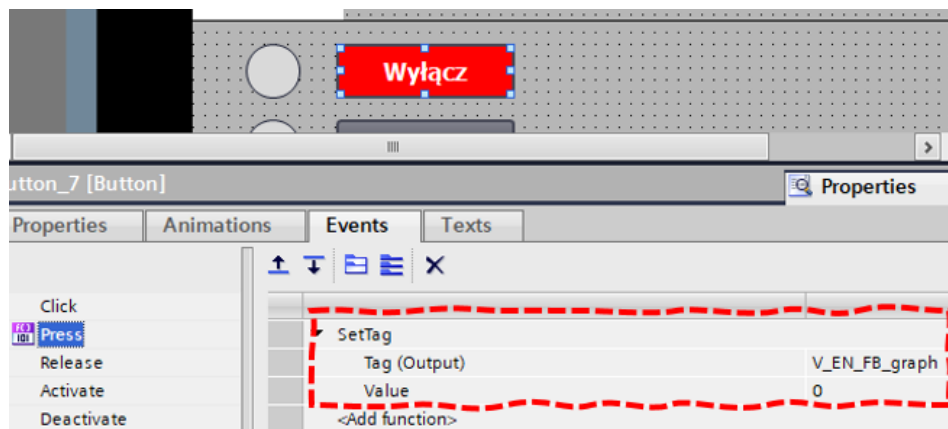 Wyłącz
utton_7 [Button]
Properties
Properties Animations Events Texts
Click
Press
Release
Activate
Deactivate
SetTag
Tag (Output) V_EN_FB_graph
Value 0
<Add function>